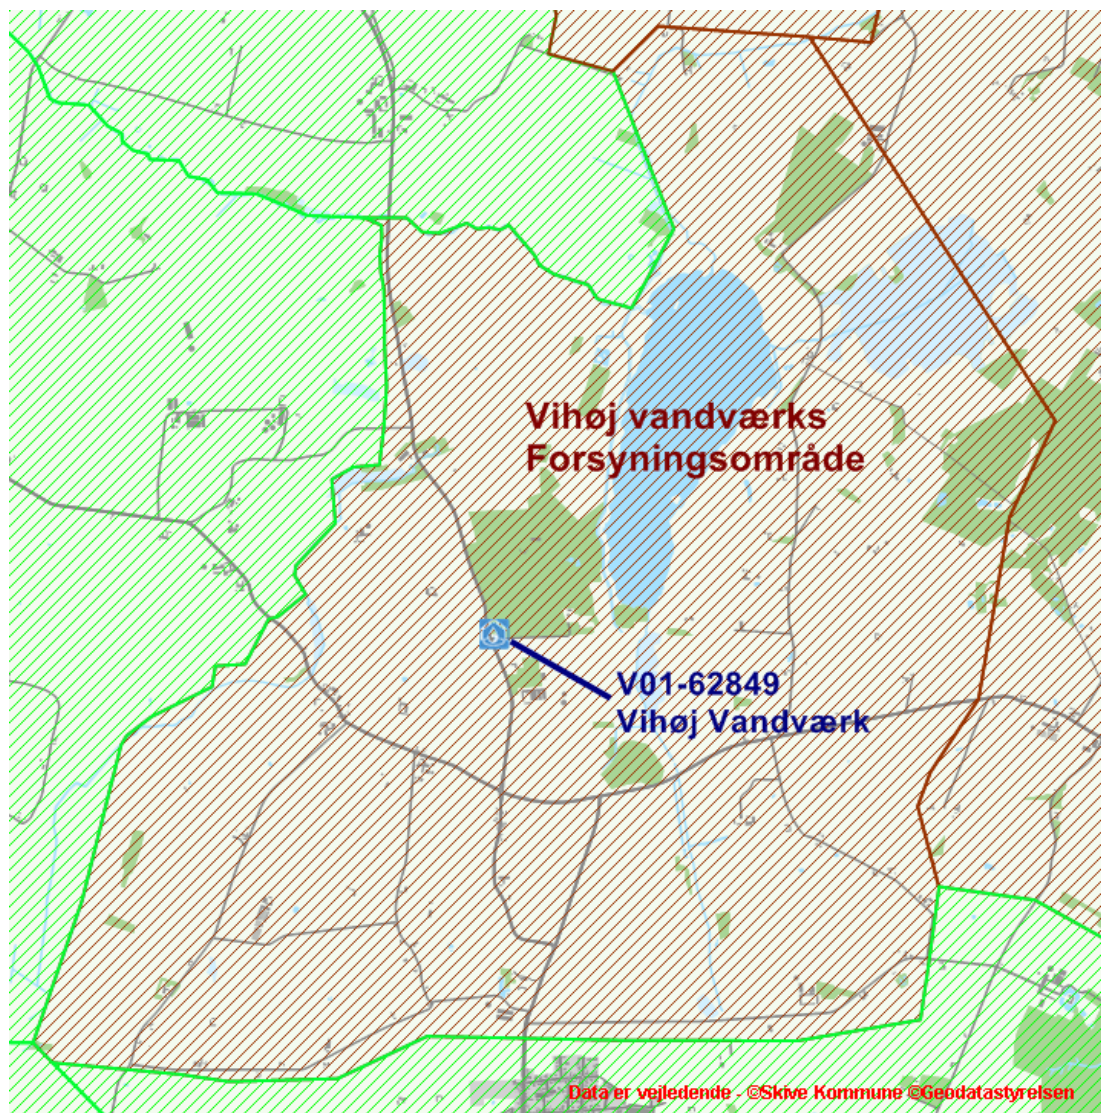 Vihøj vandværks
Forsyningsområde
V01-62849
Vihøj Vandværk
Data er vejledende - ©Skive Kommune ©Geodatastyrelsen